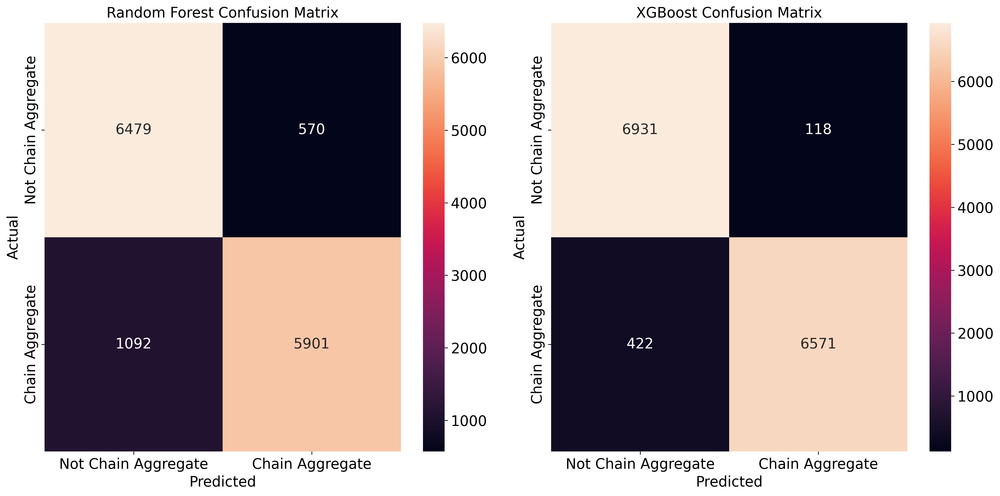 Random Forest Confusion Matrix
Actual
Not Chain Aggregate
Chain Aggregate
6479
570
1092
5901
Not Chain Aggregate
Chain Aggregate
Predicted
6000
5000
4000
3000
2000
1000
XGBoost Confusion Matrix
Actual
Not Chain Aggregate
Chain Aggregate
6931
118
422
6571
Not Chain Aggregate
Chain Aggregate
Predicted
6000
5000
4000
3000
2000
1000